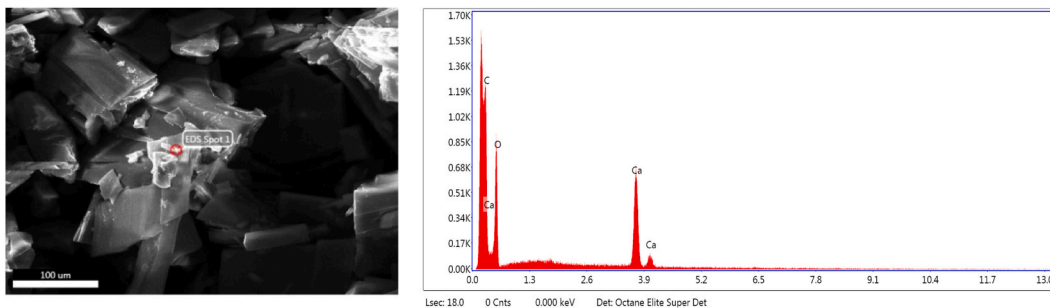 EDS Spot 1
100 um
1.70K
1.53K
1.36K
1.19K
1.02K
0.85K
0.68K
0.51K
0.34K
0.17K
0.00K
C
O
Ca
Ca
Ca
0.0 1.3 2.6 3.9 5.2 6.5 7.8 9.1 10.4 11.7 13.0
Lsec: 18.0 0 Cnts 0.000 keV Det: Octane Elite Super Det